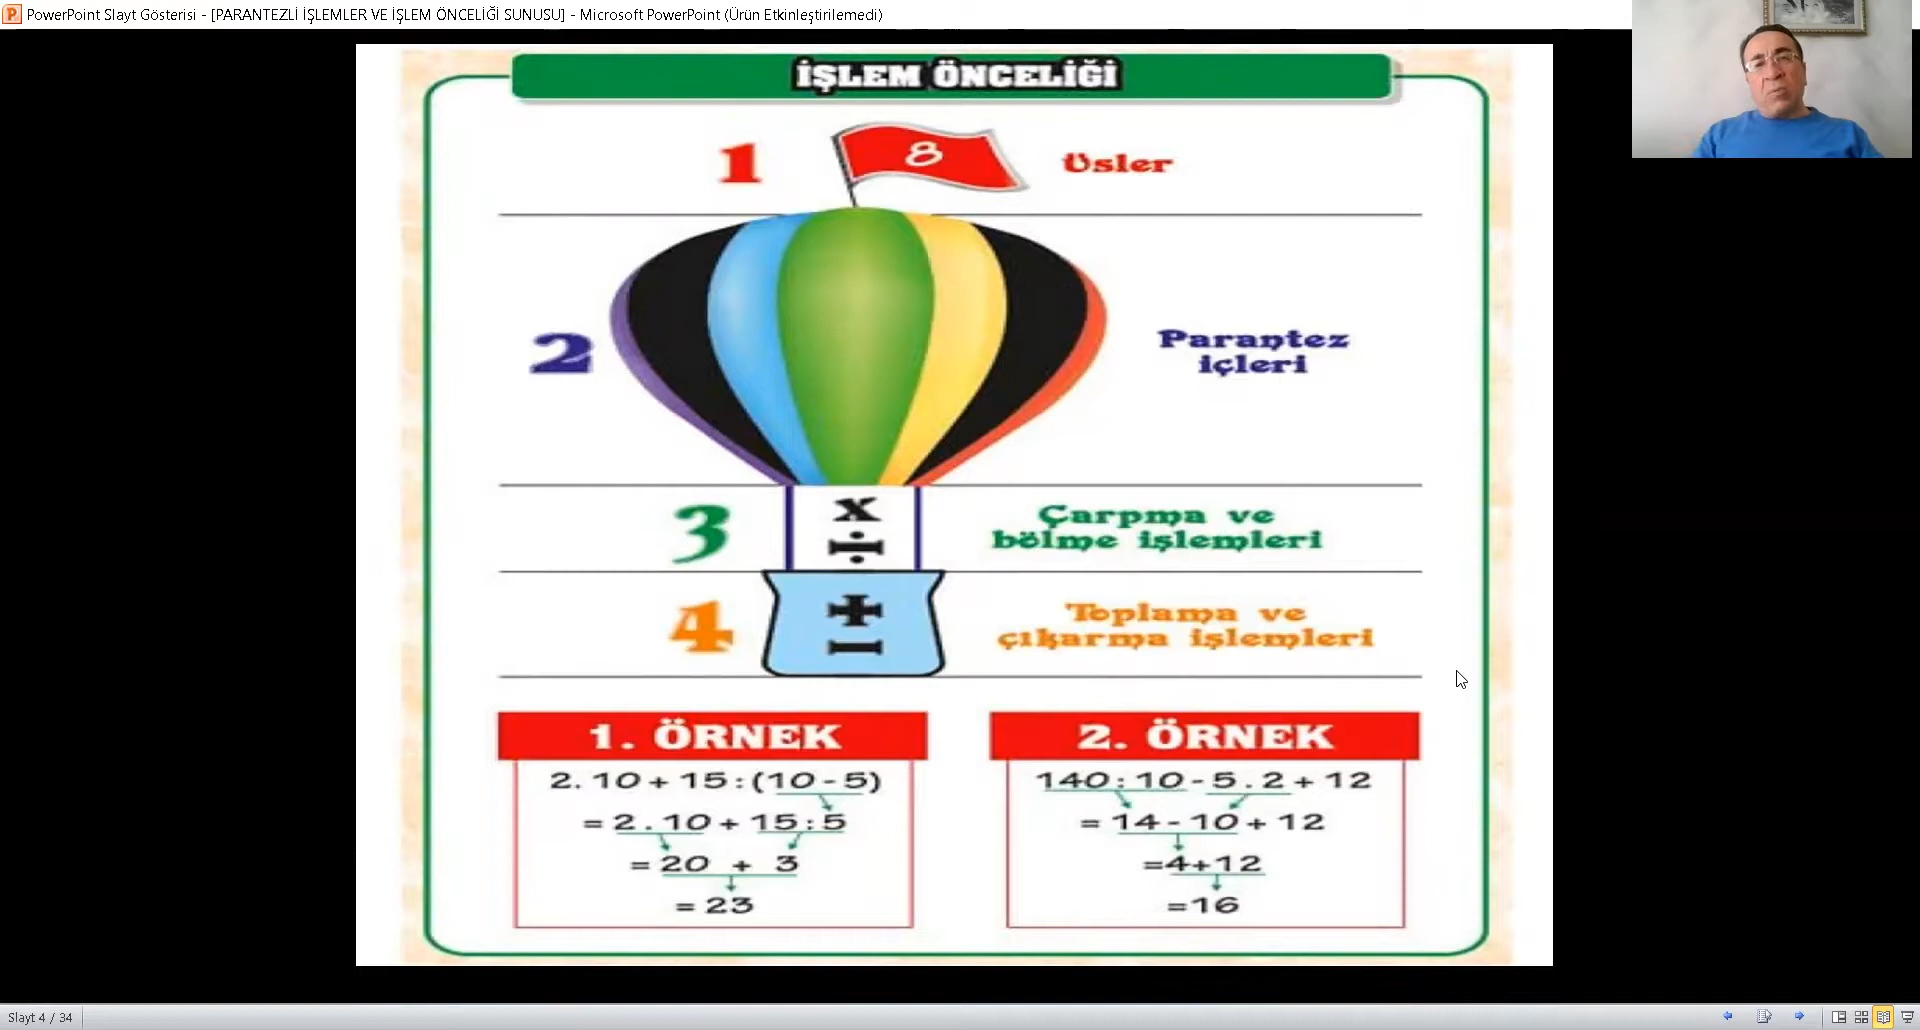 PowerPoint Slayt Gösterisi - [PARANTEZLİ İŞLEMLER VE İŞLEM ÖNCELİĞİ SUNUSU] - Microsoft PowerPoint (Ürün Etkinleştirilemedi)
İŞLEM ÖNCELİĞİ
1 8 Üsler
2 Parantez
içleri
3 x ÷ Çarpma ve
bölme işlemleri
4 + − Toplama ve
çıkarma işlemleri
1. ÖRNEK
2.10+15:(10-5)
=2.10+15:5
=20 + 3
=23
2. ÖRNEK
140:10-5.2+12
=14-10+12
=4+12
=16
Slayt 4 / 34